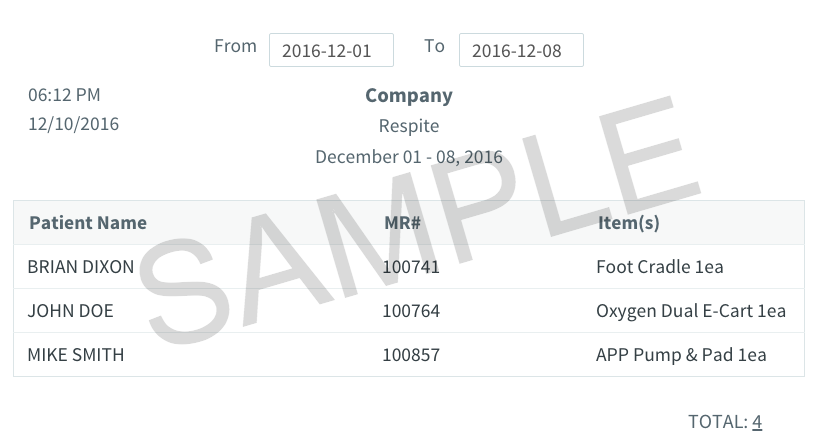 From 2016-12-01 To 2016-12-08
06:12 PM
12/10/2016
Company
Respite
December 01 - 08, 2016
SAMPLE
Patient Name MR# Item(s)
BRIAN DIXON 100741 Foot Cradle 1ea
JOHN DOE 100764 Oxygen Dual E-Cart 1ea
MIKE SMITH 100857 APP Pump & Pad 1ea
TOTAL: 4